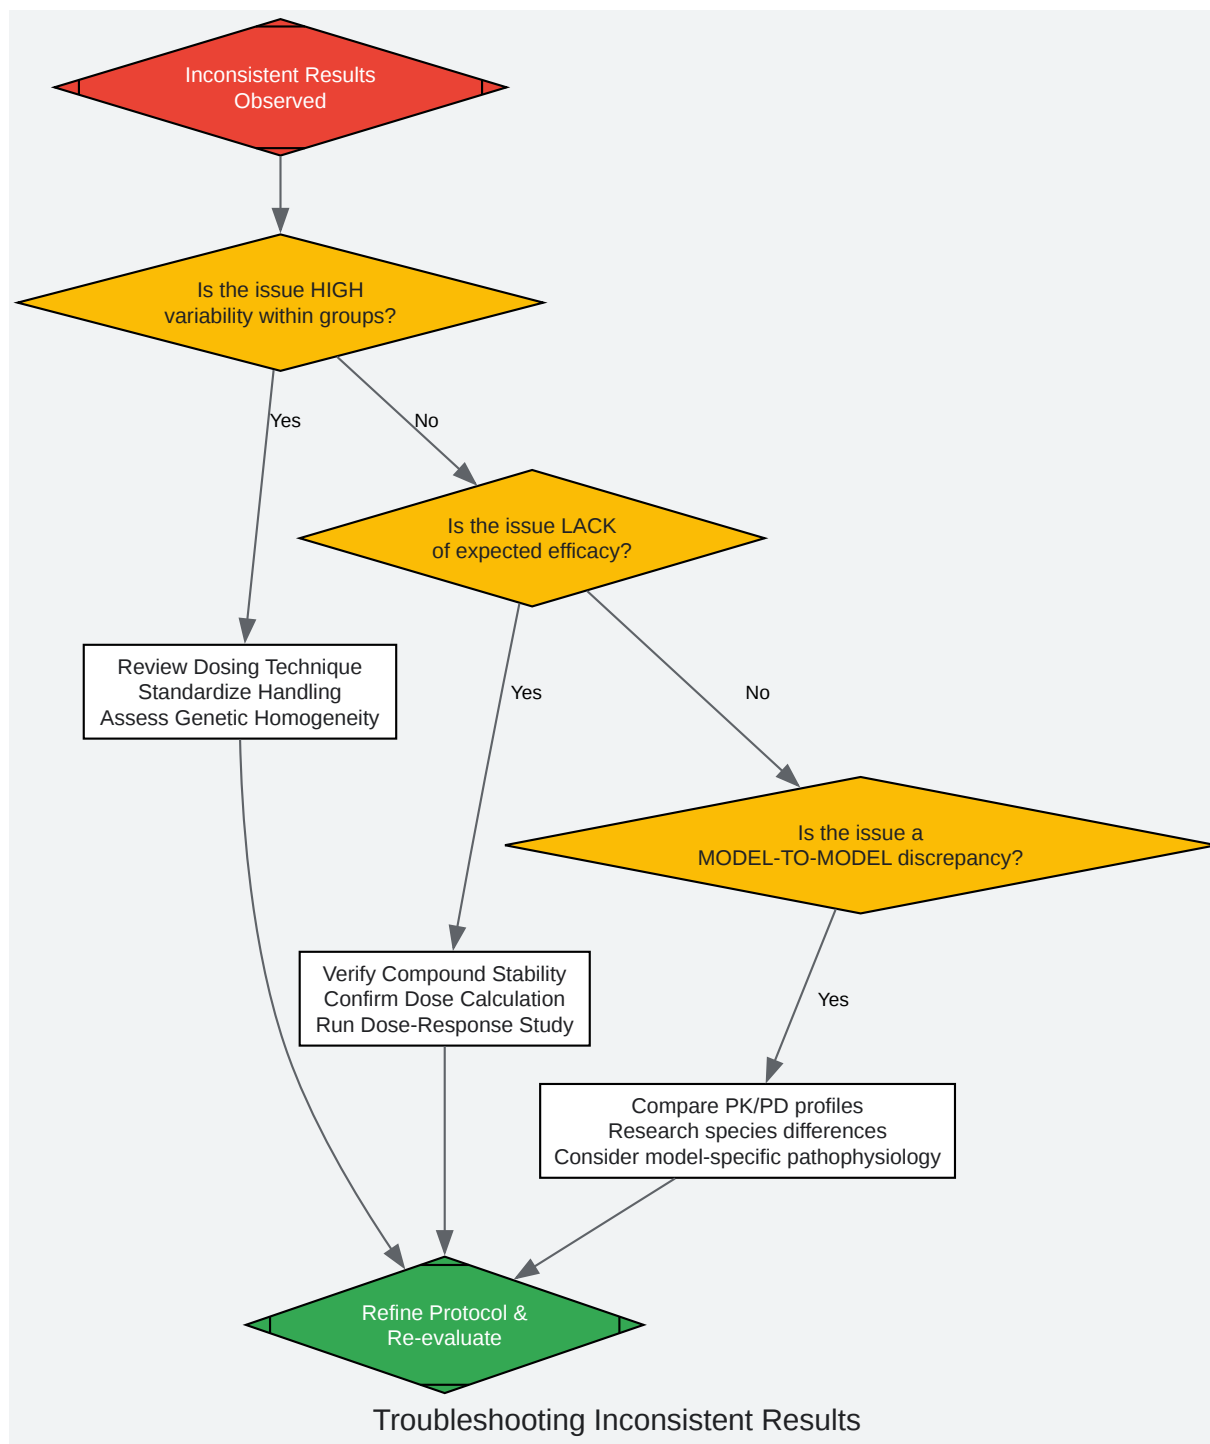 Inconsistent Results
Observed
Is the issue HIGH
variability within groups?
Yes
No
Is the issue LACK
of expected efficacy?
Review Dosing Technique
Standardize Handling
Assess Genetic Homogeneity
Yes
No
Is the issue a
MODEL-TO-MODEL discrepancy?
Verify Compound Stability
Confirm Dose Calculation
Run Dose-Response Study
Yes
Compare PK/PD profiles
Research species differences
Consider model-specific pathophysiology
Refine Protocol &
Re-evaluate
Troubleshooting Inconsistent Results